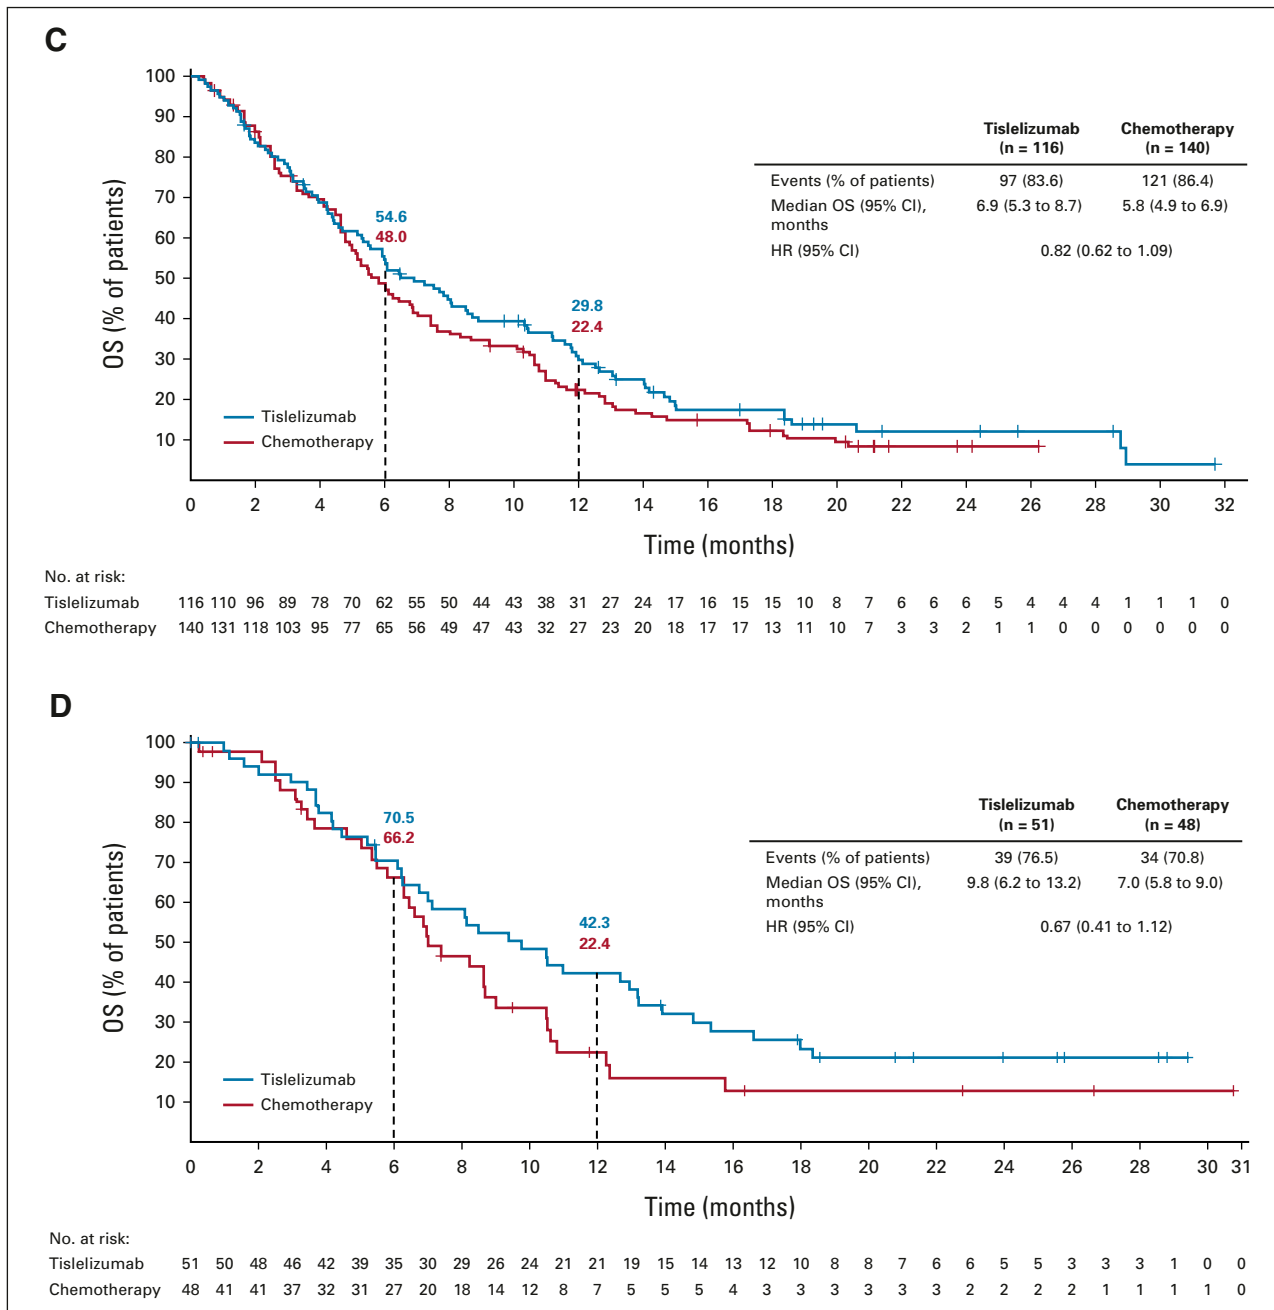 C
100
90
80
70
60
50
40
30
20
10
OS (% of patients)
54.6
48.0
29.8
22.4
Tislelizumab
Chemotherapy
Tislelizumab (n = 116) Chemotherapy (n = 140)
Events (% of patients) 97 (83.6) 121 (86.4)
Median OS (95% CI), months 6.9 (5.3 to 8.7) 5.8 (4.9 to 6.9)
HR (95% CI) 0.82 (0.62 to 1.09)
0 2 4 6 8 10 12 14 16 18 20 22 24 26 28 30 32
Time (months)
No. at risk:
Tislelizumab 116 110 96 89 78 70 62 55 50 44 43 38 31 27 24 17 16 15 15 10 8 7 6 6 6 5 4 4 4 1 1 1 0
Chemotherapy 140 131 118 103 95 77 65 56 49 47 43 32 27 23 20 18 17 17 13 11 10 7 3 3 2 1 1 0 0 0 0 0 0
D
100
90
80
70
60
50
40
30
20
10
OS (% of patients)
70.5
66.2
42.3
22.4
Tislelizumab
Chemotherapy
Tislelizumab (n = 51) Chemotherapy (n = 48)
Events (% of patients) 39 (76.5) 34 (70.8)
Median OS (95% CI), months 9.8 (6.2 to 13.2) 7.0 (5.8 to 9.0)
HR (95% CI) 0.67 (0.41 to 1.12)
0 2 4 6 8 10 12 14 16 18 20 22 24 26 28 30 31
Time (months)
No. at risk:
Tislelizumab 51 50 48 46 42 39 35 30 29 26 24 21 21 19 15 14 13 12 10 8 8 7 6 6 5 5 3 3 3 1 0 0
Chemotherapy 48 41 41 37 32 31 27 20 18 14 12 8 7 5 5 5 4 3 3 3 3 3 3 2 2 2 2 1 1 1 1 0